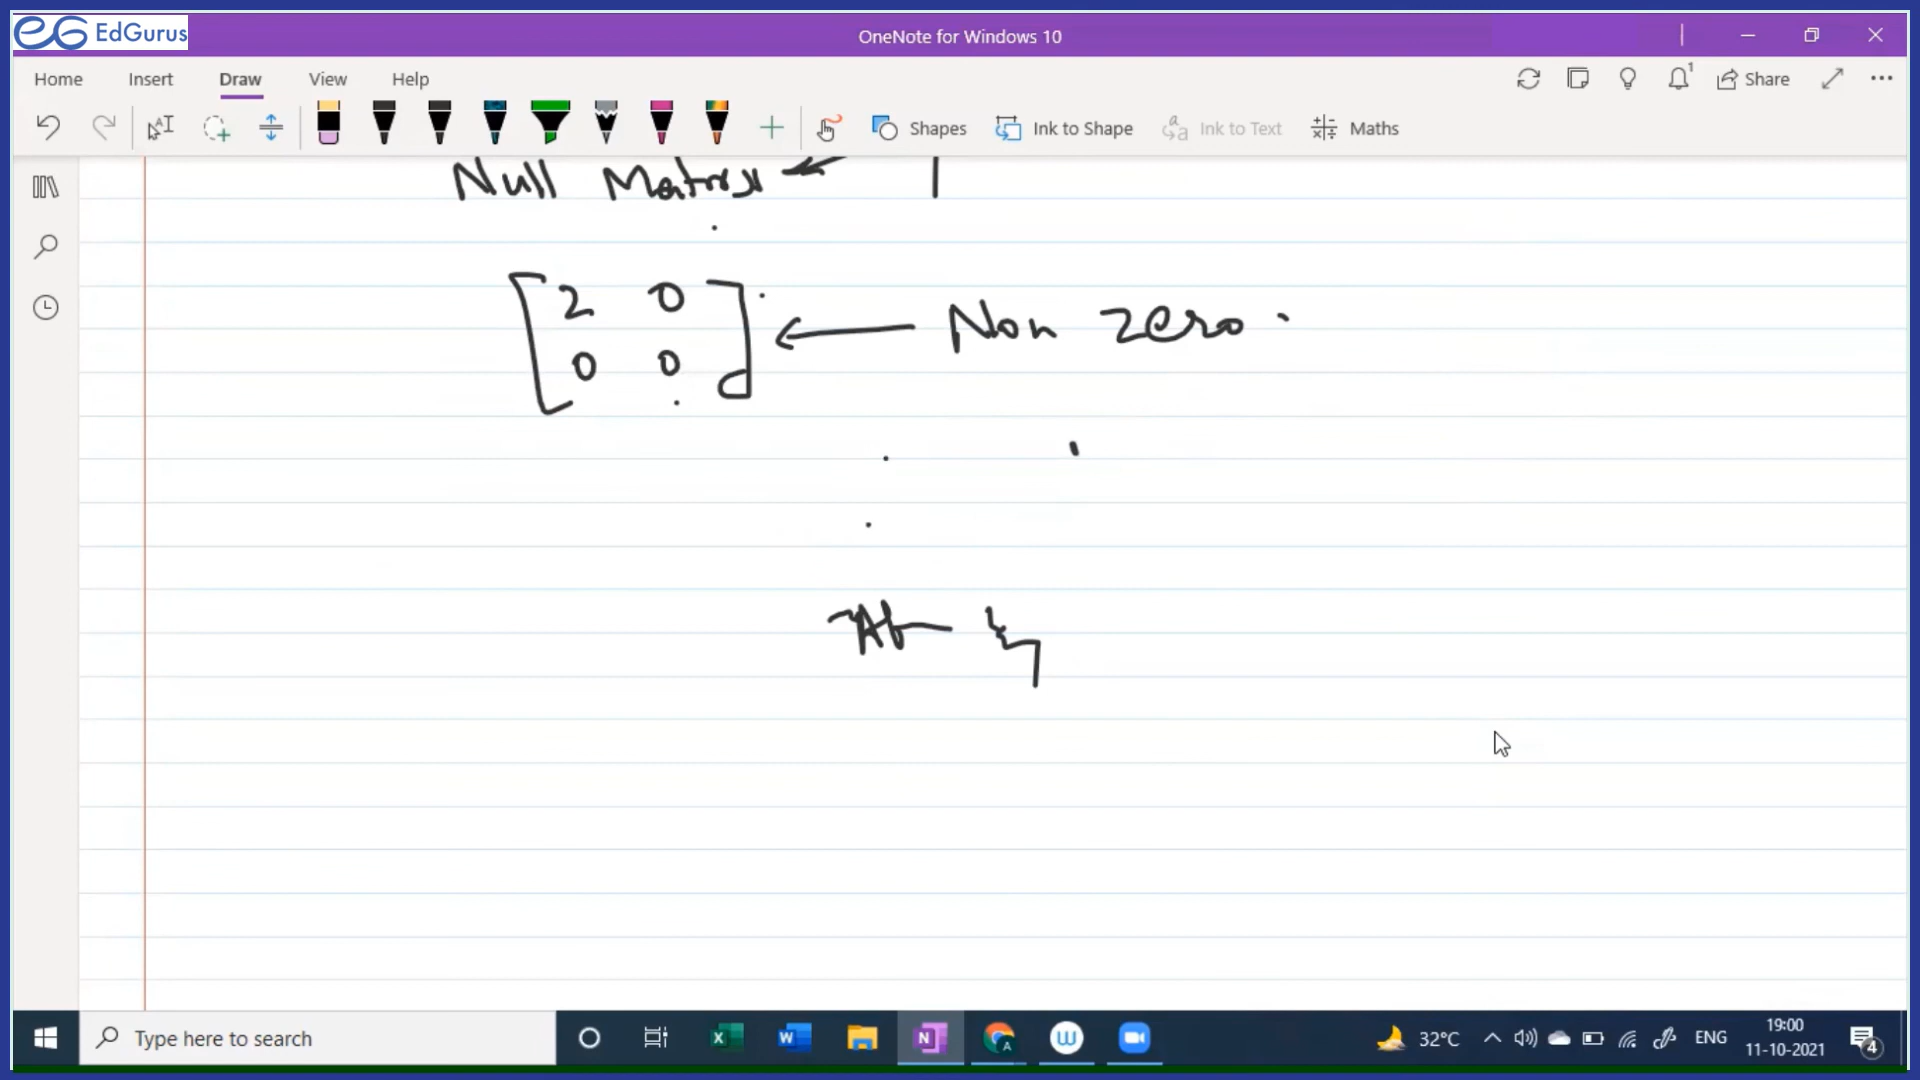 EdGurus
OneNote for Windows 10
Home Insert Draw View Help
Share
Shapes Ink to Shape Ink to Text Maths
Null Matrix
2 0
0 0
Non zero
Type here to search
32°C ENG 19:00
11-10-2021
4